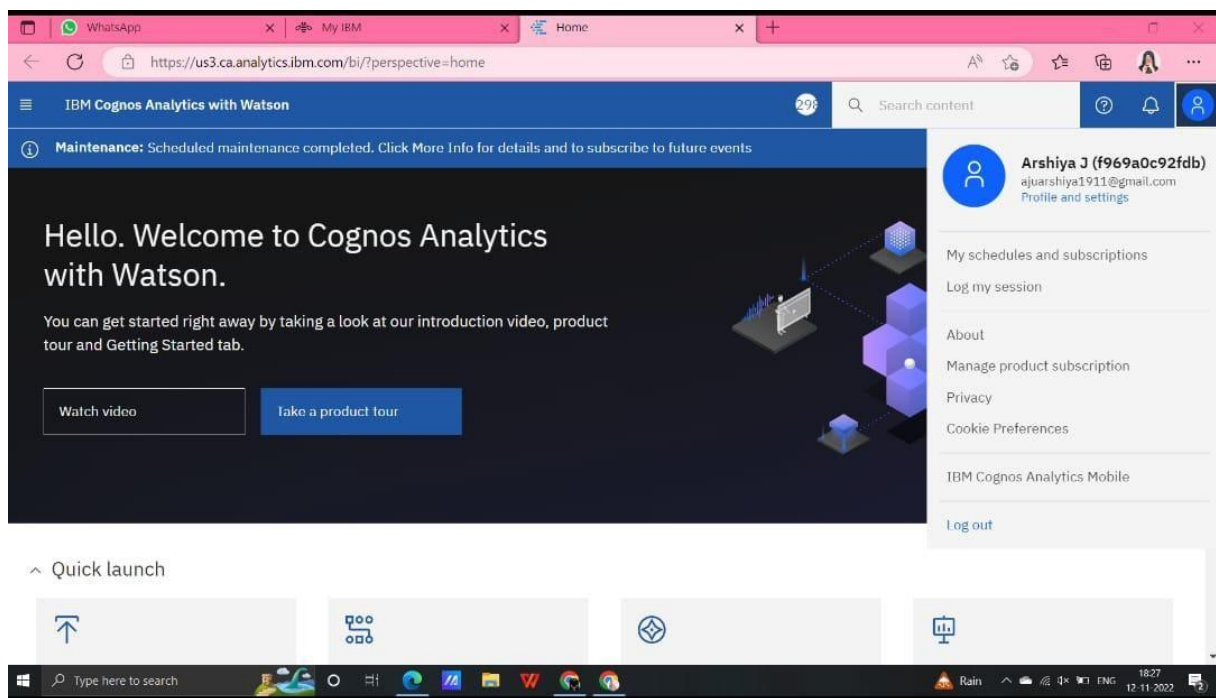 WhatsApp
My IBM
Home
https://us3.ca.analytics.ibm.com/bi/?perspective=home
IBM Cognos Analytics with Watson
298
Search content
Maintenance: Scheduled maintenance completed. Click More Info for details and to subscribe to future events
Arshiya J (f969a0c92fdb)
ajuarshiya1911@gmail.com
Profile and settings
Hello. Welcome to Cognos Analytics
with Watson.
You can get started right away by taking a look at our introduction video, product
tour and Getting Started tab.
Watch video
Take a product tour
My schedules and subscriptions
Log my session
About
Manage product subscription
Privacy
Cookie Preferences
IBM Cognos Analytics Mobile
Log out
Quick launch
Type here to search
Rain
ENG
18:27
12-11-2022
2